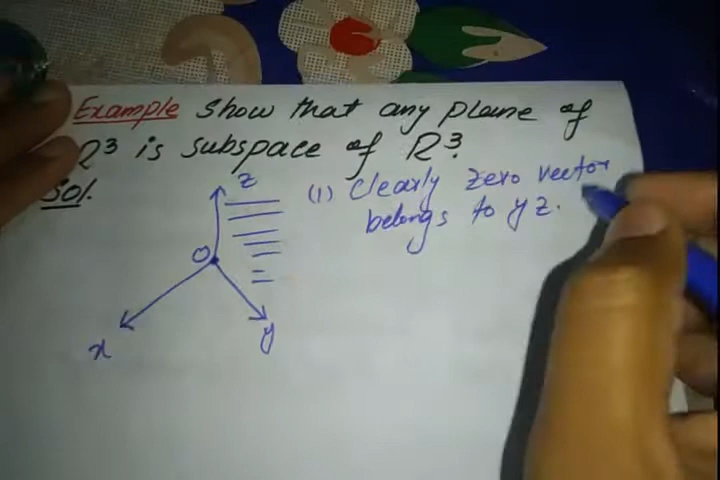 Example Show that any plane of
R³ is subspace of R³.
Sol.
(1) Clearly zero vector
belongs to yz.
z
O
x
y